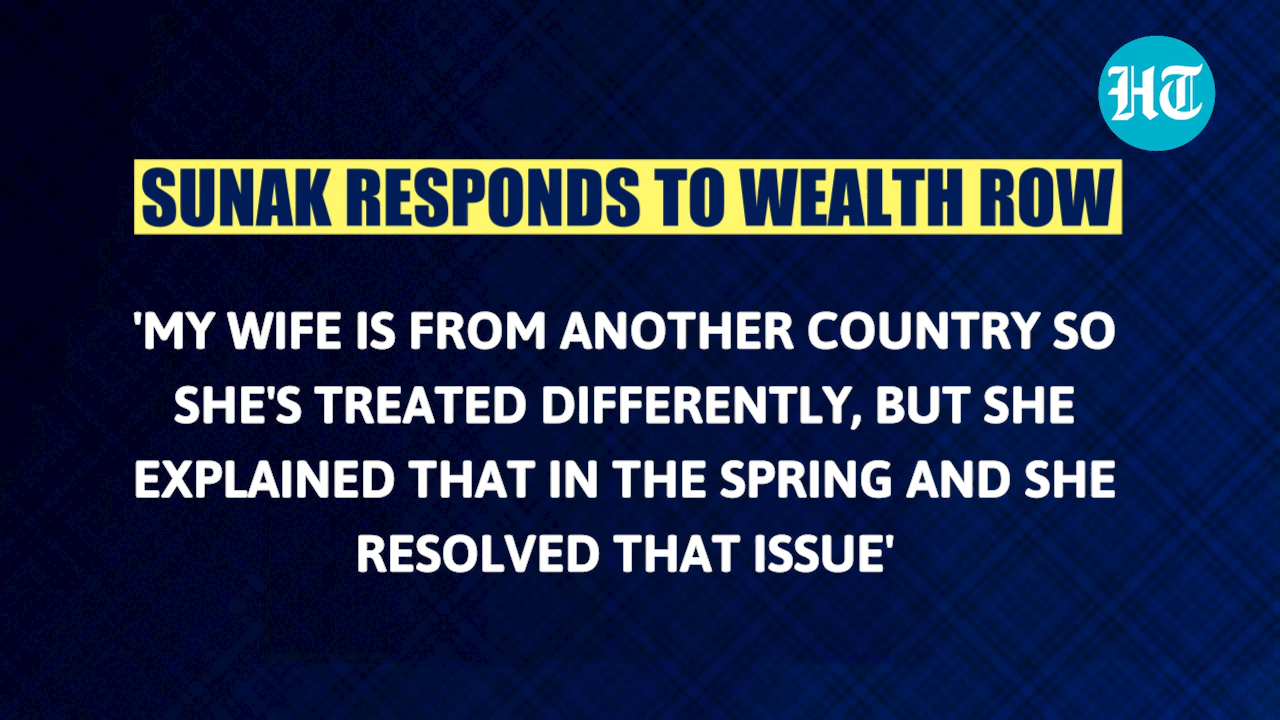 HT
SUNAK RESPONDS TO WEALTH ROW
'MY WIFE IS FROM ANOTHER COUNTRY SO
SHE'S TREATED DIFFERENTLY, BUT SHE
EXPLAINED THAT IN THE SPRING AND SHE
RESOLVED THAT ISSUE'